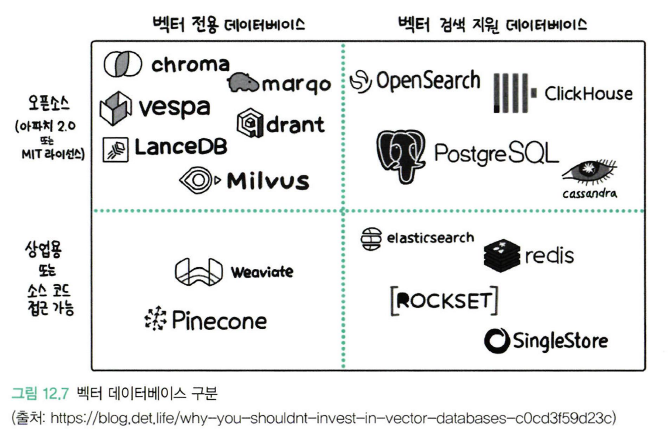 벡터 전용 데이터베이스
벡터 검색 지원 데이터베이스
오픈소스
(아파치 2.0
또는
MIT 라이선스)
chroma
marqo
vespa
drant
LanceDB
Milvus
OpenSearch
ClickHouse
PostgreSQL
cassandra
상업용
또는
소스 코드
접근 가능
Weaviate
Pinecone
elasticsearch
redis
[ROCKSET]
SingleStore
그림 12.7 벡터 데이터베이스 구분
(출처: https://blog.det.life/why-you-shouldnt-invest-in-vector-databases-c0cd3f59d23c)